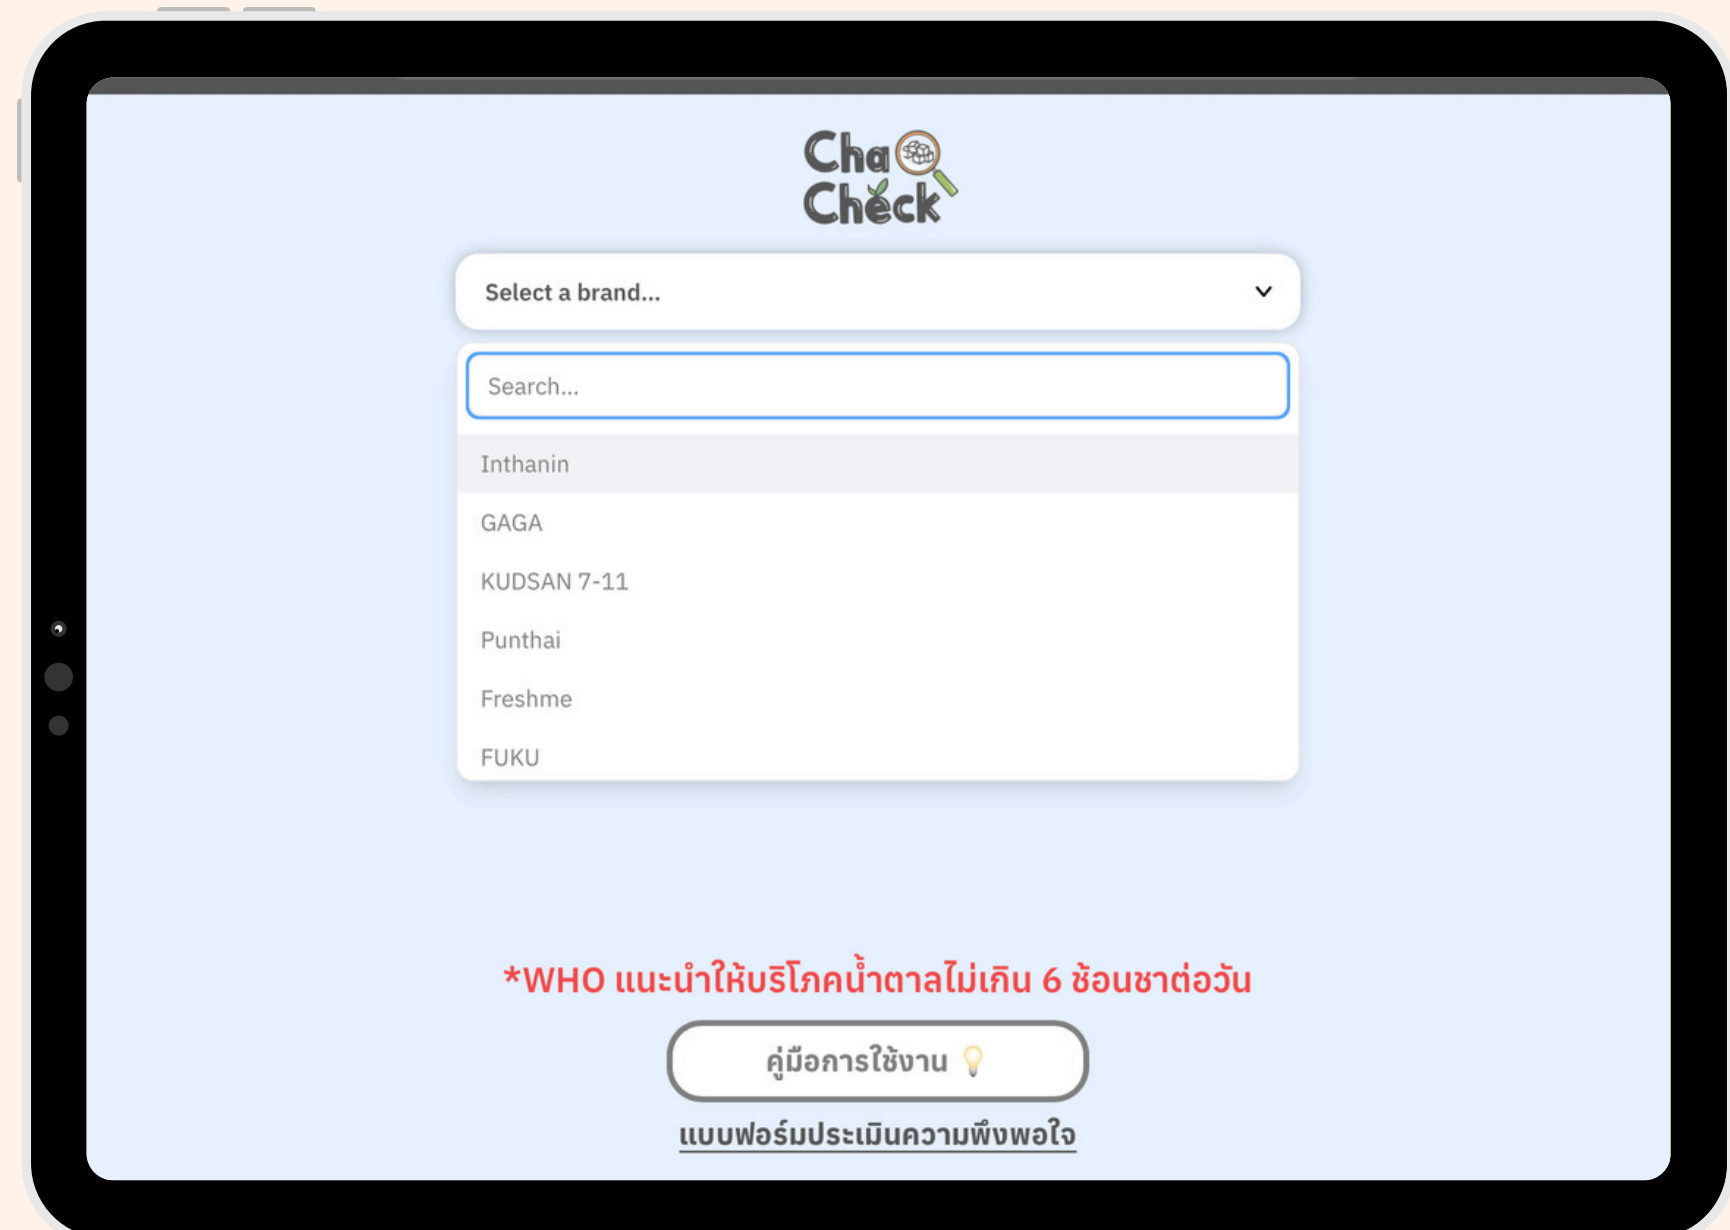 Cha
Check
Select a brand...
Search...
Inthanin
GAGA
KUDSAN 7-11
Punthai
Freshme
FUKU
*WHO แนะนำให้บริโภคน้ำตาลไม่เกิน 6 ช้อนชาต่อวัน
คู่มือการใช้งาน 💡
แบบฟอร์มประเมินความพึงพอใจ